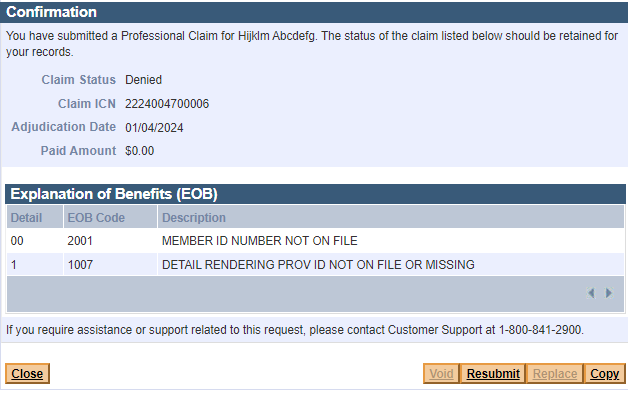 Confirmation
You have submitted a Professional Claim for Hijklm Abcdefg. The status of the claim listed below should be retained for
your records.
Claim Status Denied
Claim ICN 2224004700006
Adjudication Date 01/04/2024
Paid Amount $0.00
Explanation of Benefits (EOB)
Detail EOB Code Description
00 2001 MEMBER ID NUMBER NOT ON FILE
1 1007 DETAIL RENDERING PROV ID NOT ON FILE OR MISSING
If you require assistance or support related to this request, please contact Customer Support at 1-800-841-2900.
Close Void Resubmit Replace Copy